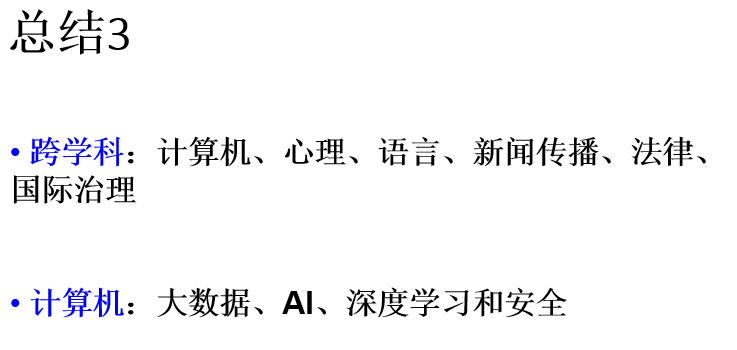 总结3
• 跨学科：计算机、心理、语言、新闻传播、法律、
国际治理
• 计算机：大数据、AI、深度学习和安全